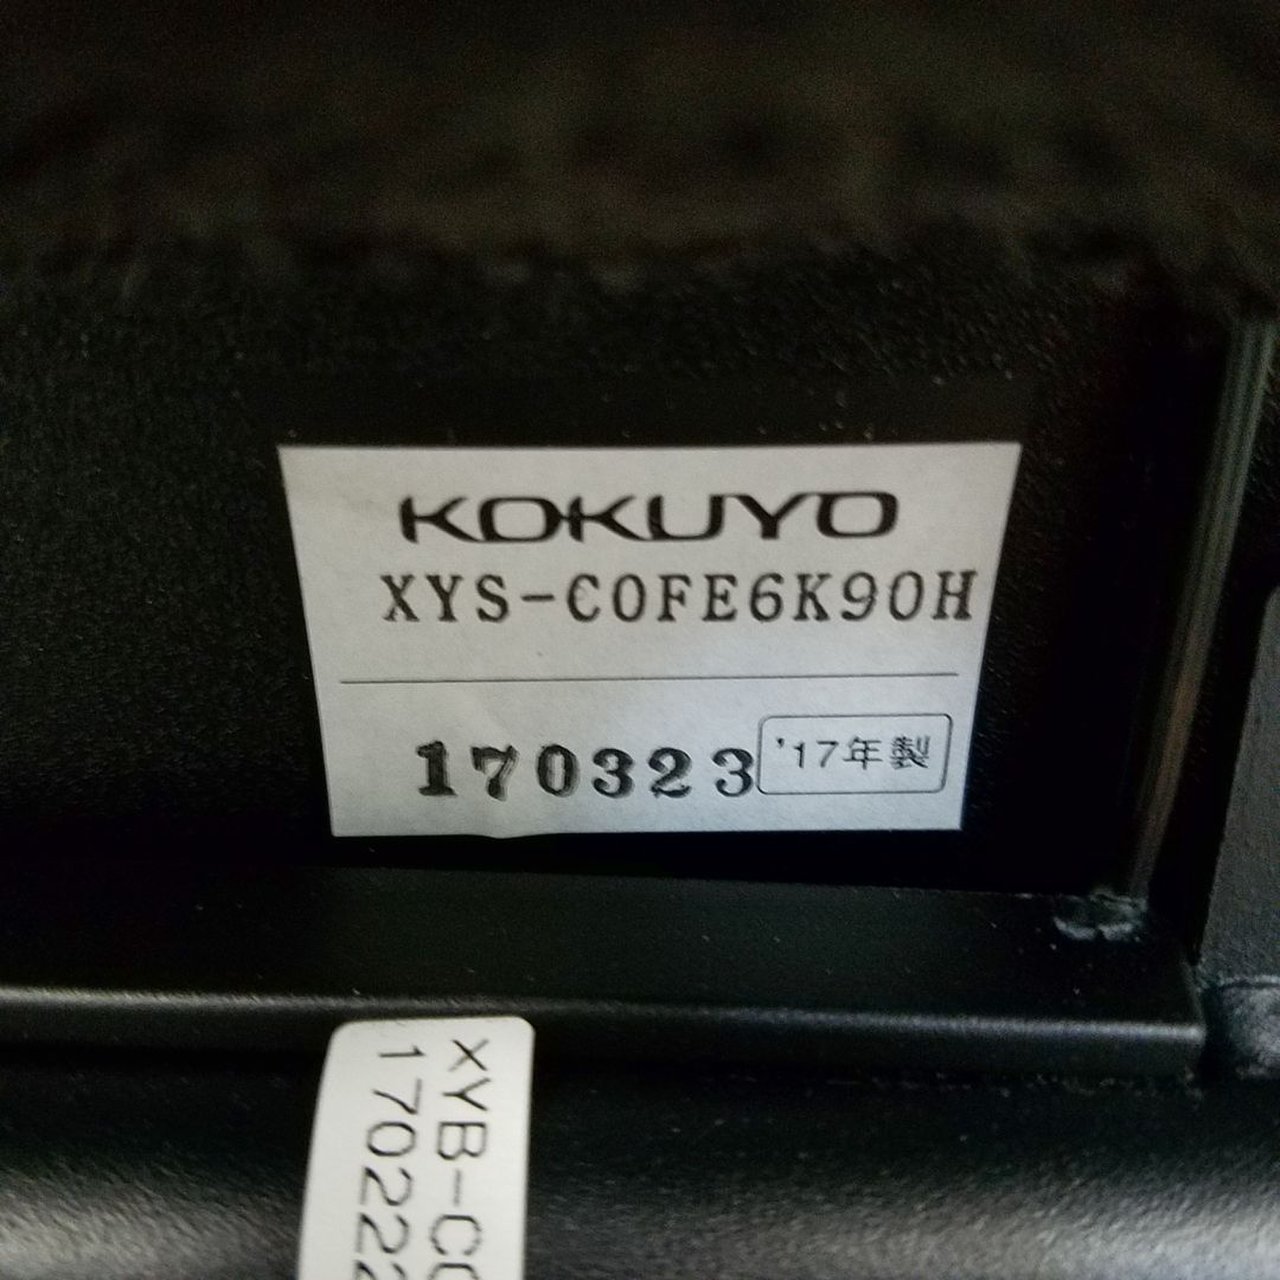 KOKUYO
XYS-C0FE6K90H
170323 '17年製
XYB-C
170222